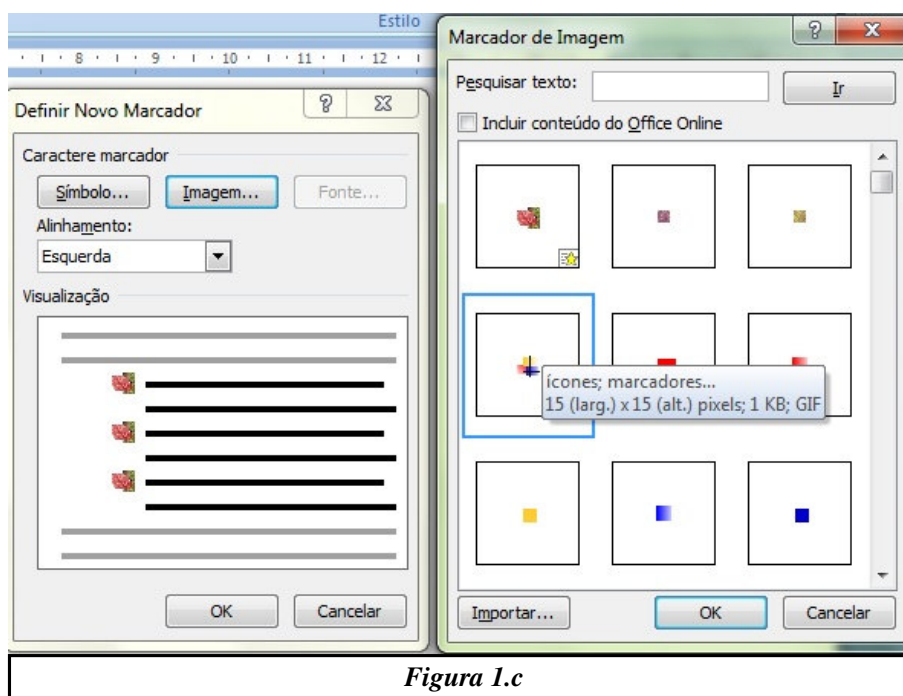 Estilo
8 9 10 11 12
Definir Novo Marcador
Caractere marcador
Símbolo... Imagem... Fonte...
Alinhamento:
Esquerda
Visualização
OK Cancelar
Marcador de Imagem
Pesquisar texto: Ir
Incluir conteúdo do Office Online
ícones; marcadores...
15 (larg.) x 15 (alt.) pixels; 1 KB; GIF
Importar... OK Cancelar
Figura 1.c